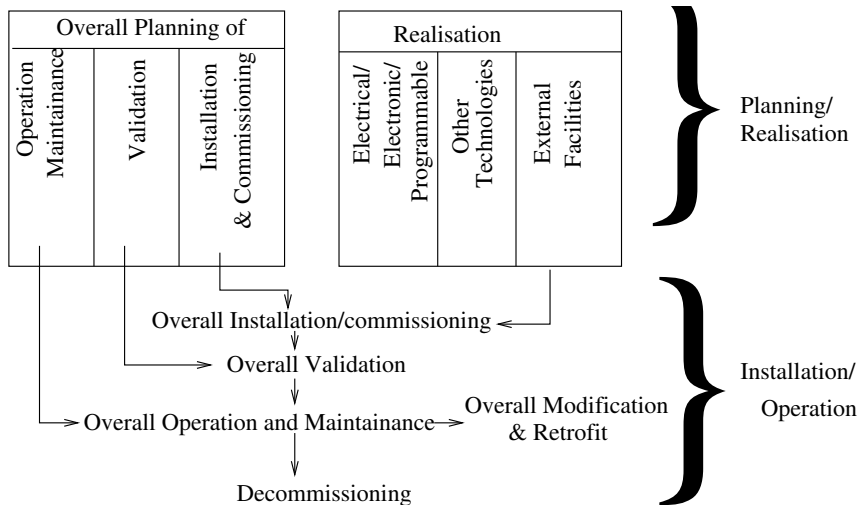 Overall Planning of
Operation
Maintainance
Validation
Installation
& Commissioning
Realisation
Electrical/
Electronic/
Programmable
Other
Technologies
External
Facilities
Planning/
Realisation
Overall Installation/commissioning
Overall Validation
Overall Operation and Maintainance
Overall Modification
& Retrofit
Decommissioning
Installation/
Operation